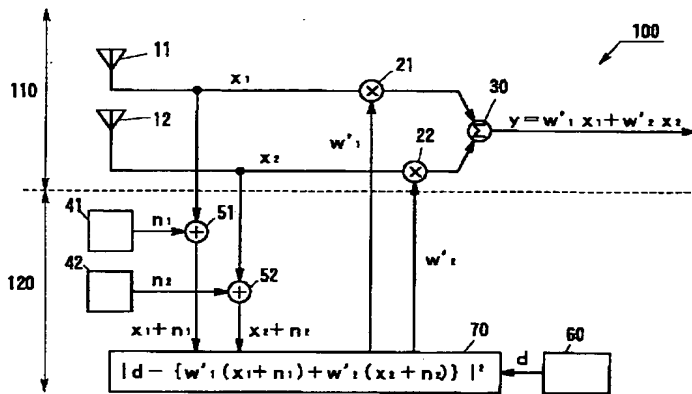 100
11
x₁
21
30
110
12
y=w'₁ x₁+w'₂ x₂
w'₁
x₂
22
41
n₁
51
w'₂
42
n₂
52
120
x₁+n₁
x₂+n₂
70
60
|d-{w'₁(x₁+n₁)+w'₂(x₂+n₂)}|²
d